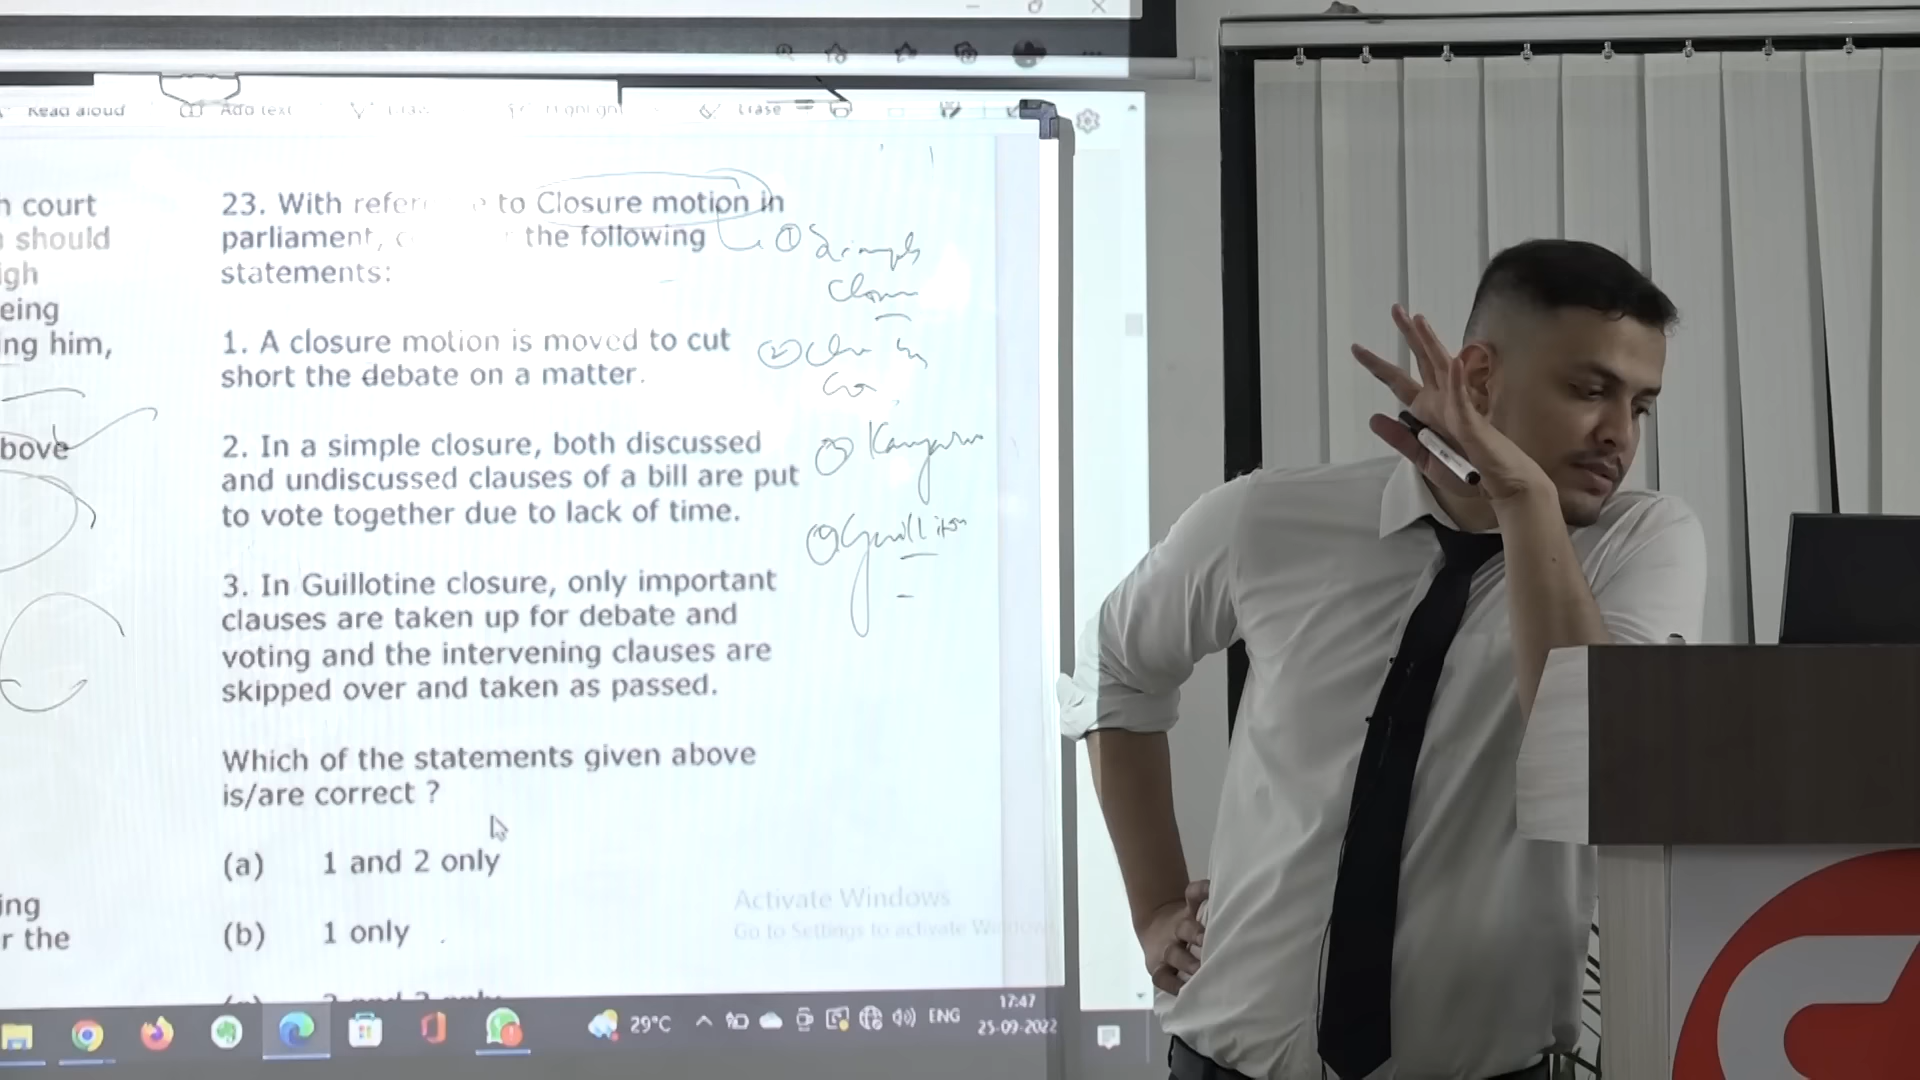 Read aloud
Add text
Erase
h court
should
igh
eing
ing him,
bove
ing
r the
23. With to Closure motion in
parliament, the following
statements:
1. A closure motion is moved to cut
short the debate on a matter.
2. In a simple closure, both discussed
and undiscussed clauses of a bill are put
to vote together due to lack of time.
3. In Guillotine closure, only important
clauses are taken up for debate and
voting and the intervening clauses are
skipped over and taken as passed.
Which of the statements given above
is/are correct ?
(a) 1 and 2 only
(b) 1 only
① Simple
②
Kangaroo
Activate Windows
Go to Settings to activate Windows
29°C
ENG
17:47
25-09-2022